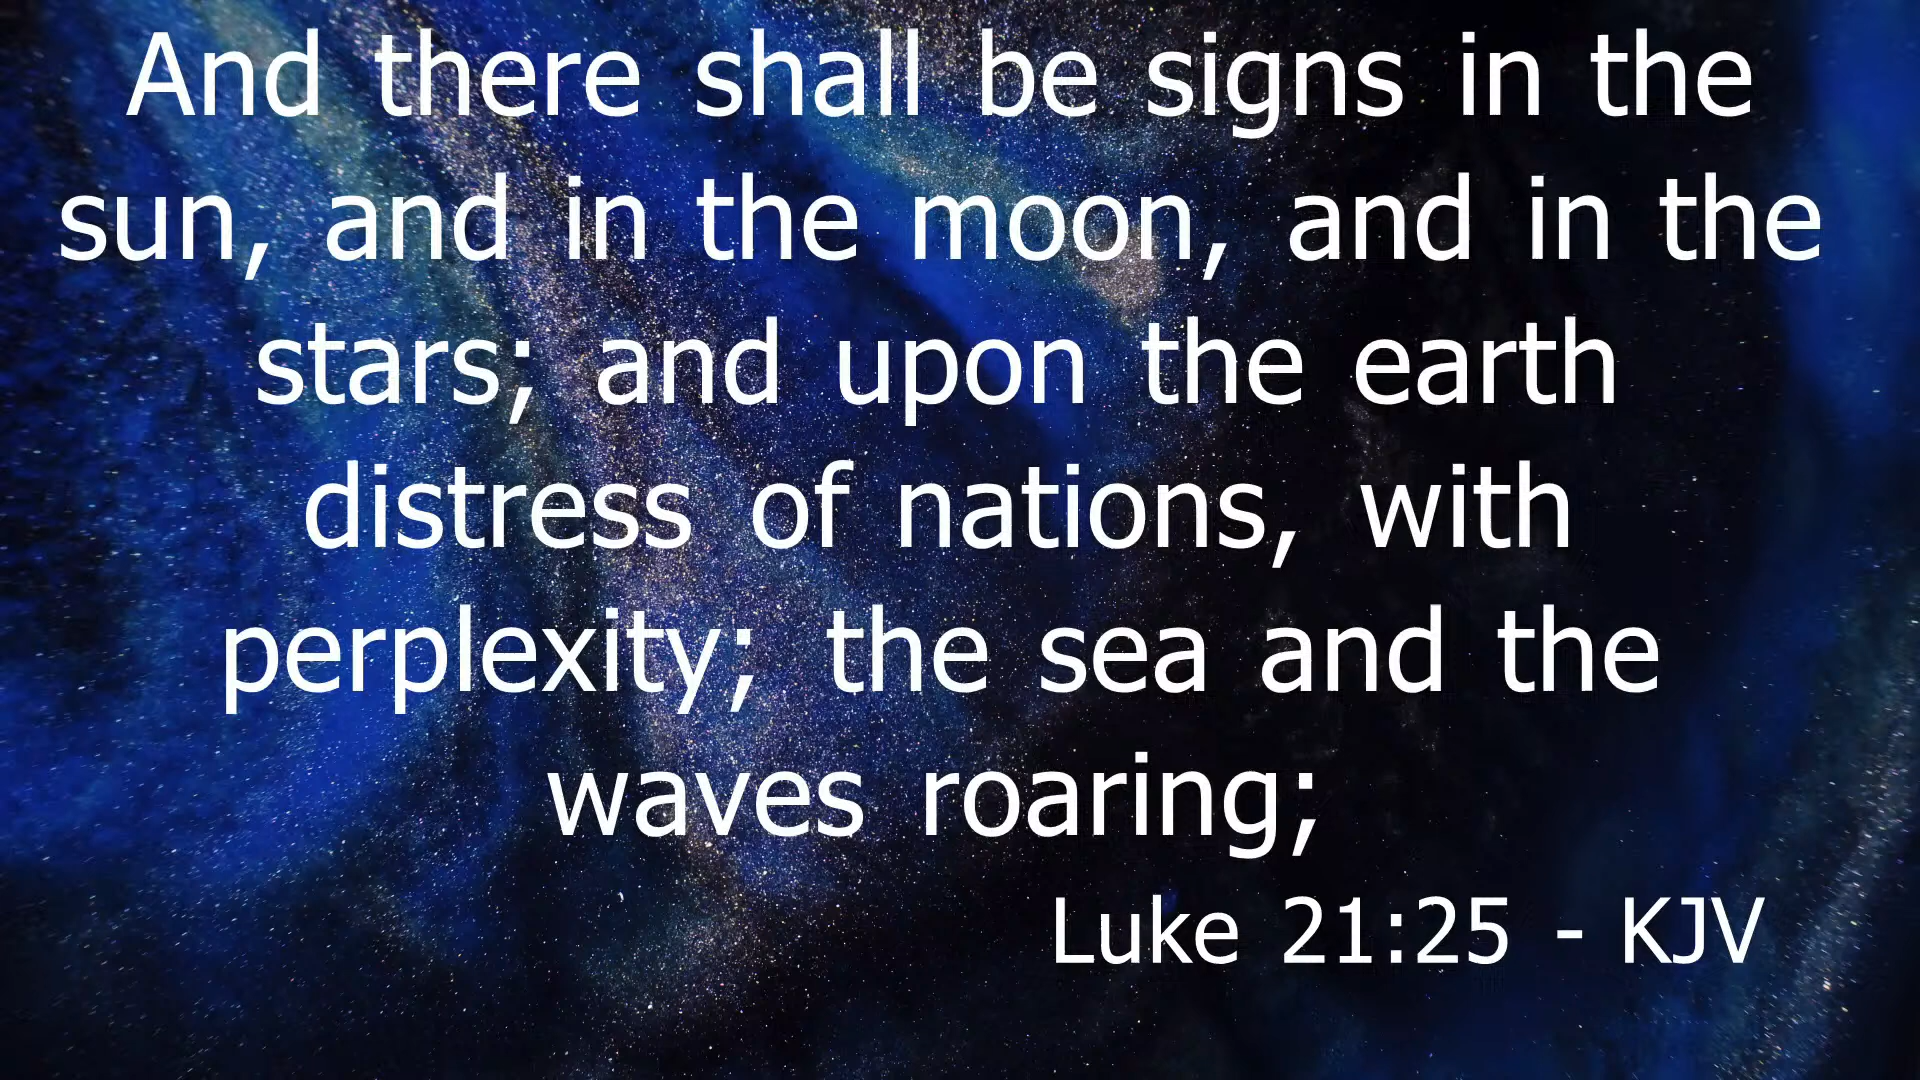 And there shall be signs in the
sun, and in the moon, and in the
stars; and upon the earth
distress of nations, with
perplexity; the sea and the
waves roaring;
Luke 21:25 - KJV